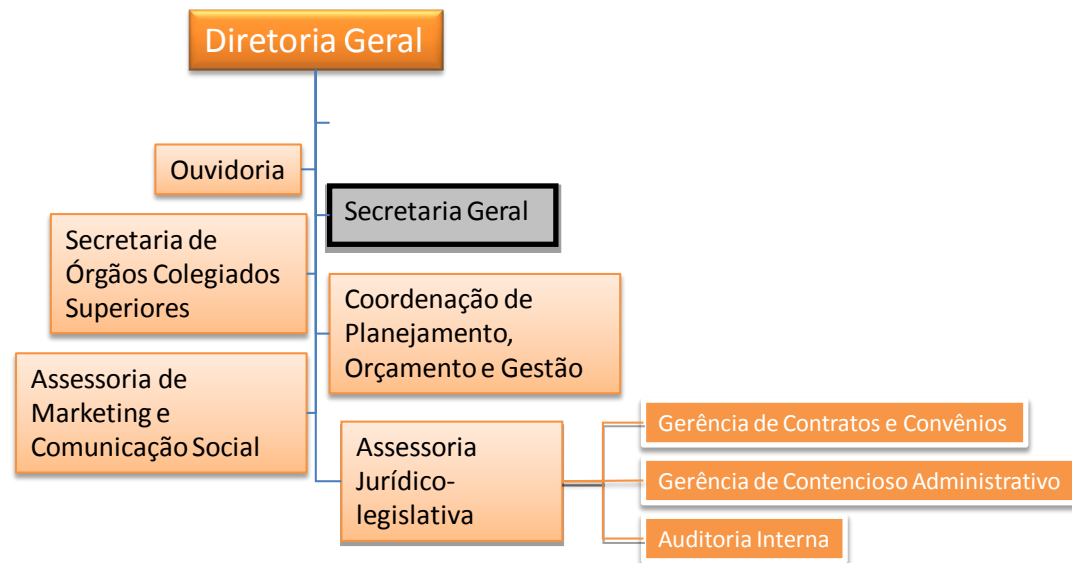 Diretoria Geral
Ouvidoria
Secretaria Geral
Secretaria de
Órgãos Colegiados
Superiores
Coordenação de
Planejamento,
Orçamento e Gestão
Assessoria de
Marketing e
Comunicação Social
Assessoria
Jurídico-
legislativa
Gerência de Contratos e Convênios
Gerência de Contencioso Administrativo
Auditoria Interna